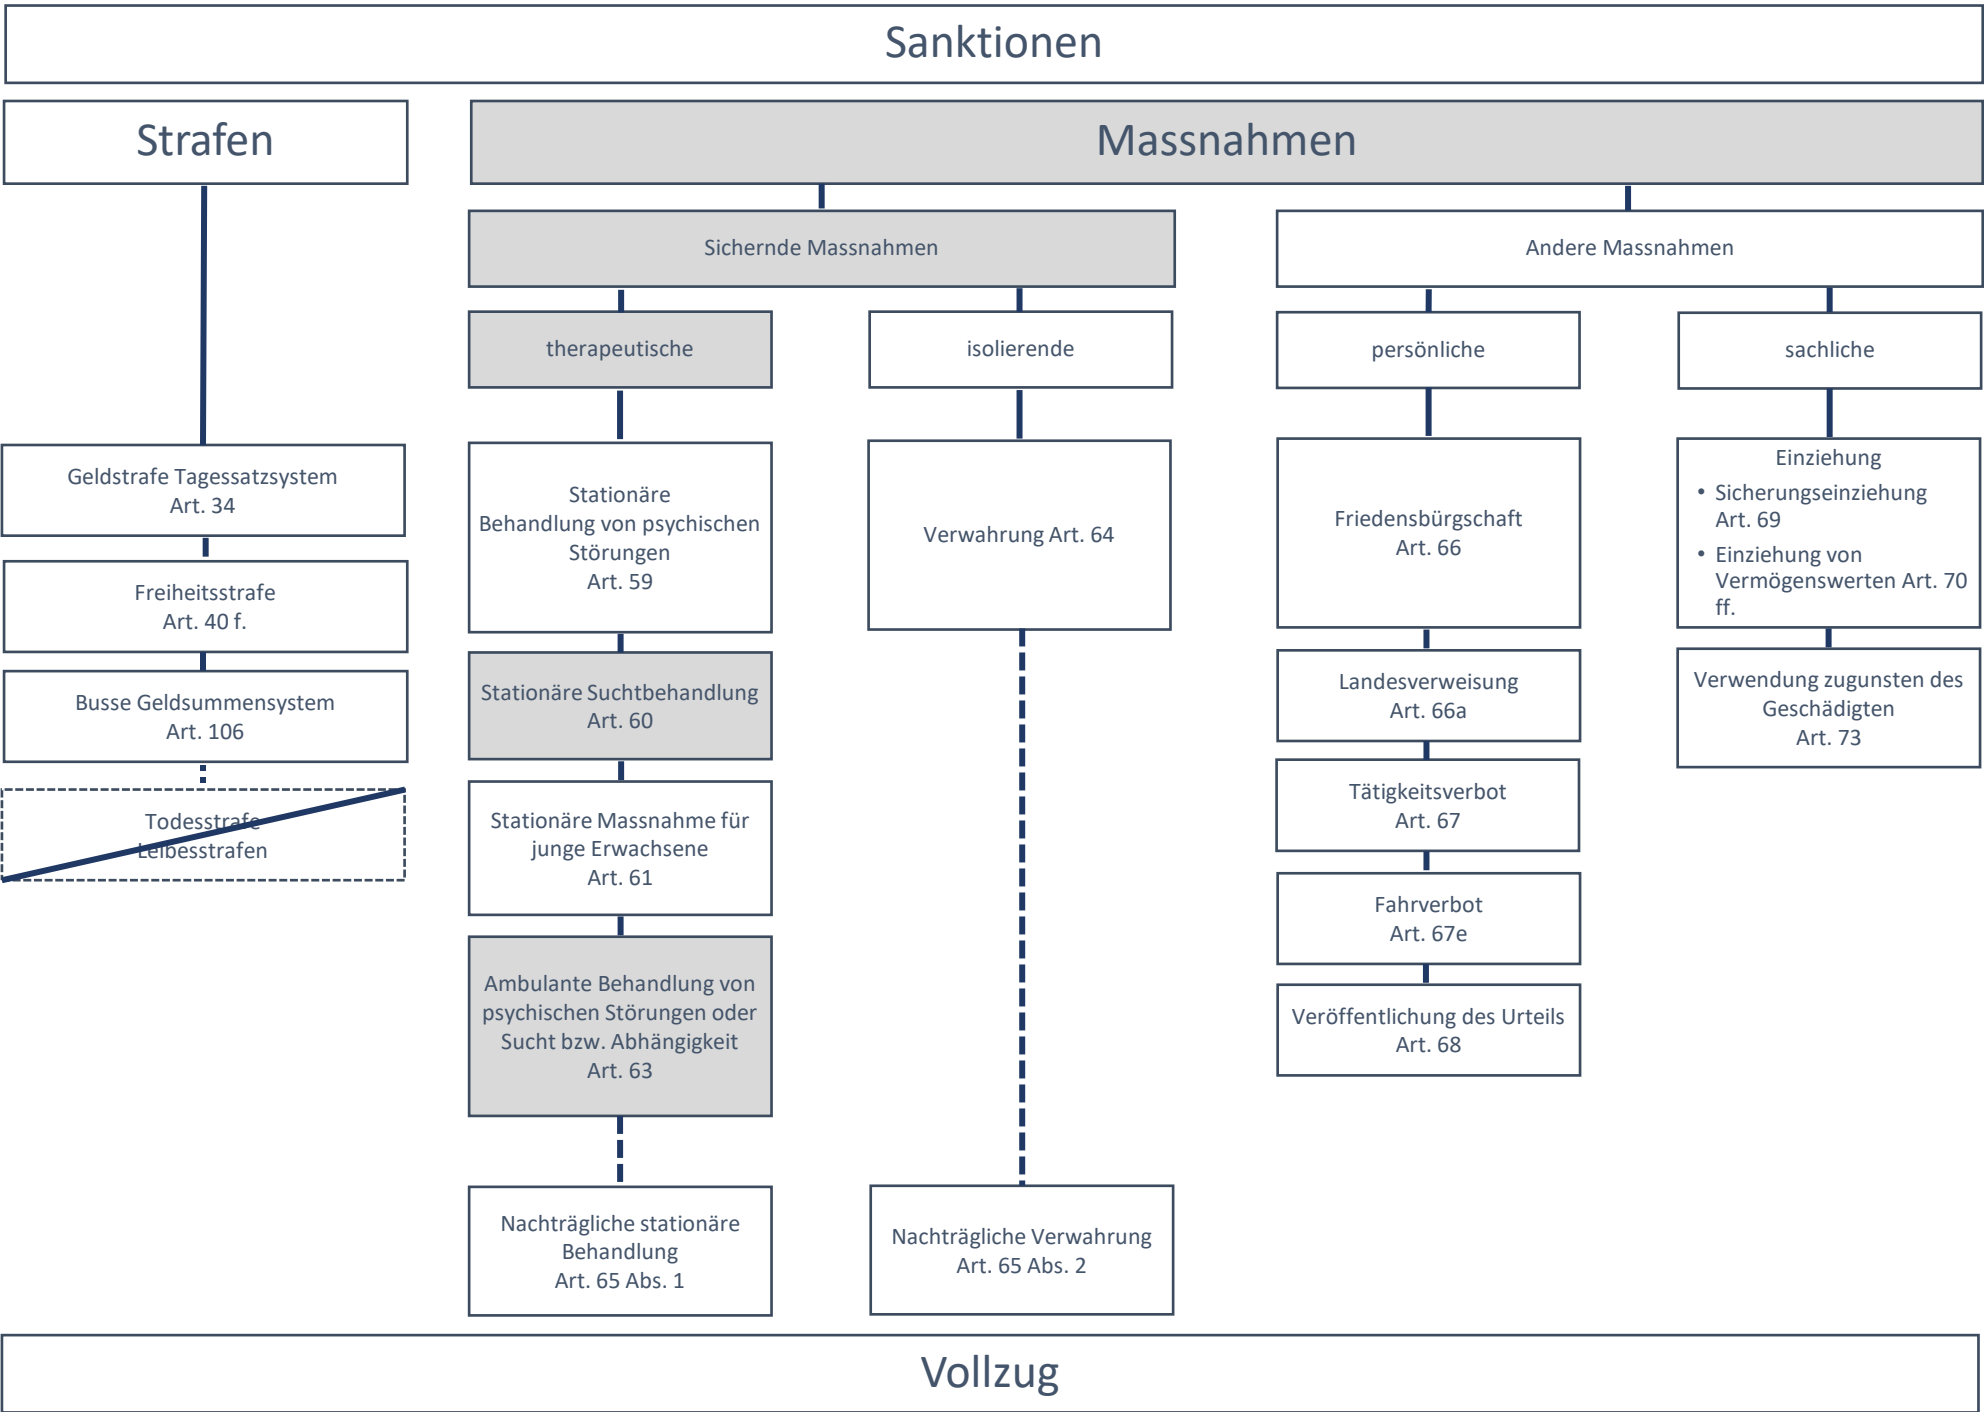 Sanktionen
Strafen
Massnahmen
Sichernde Massnahmen
Andere Massnahmen
therapeutische
isolierende
persönliche
sachliche
Geldstrafe Tagessatzsystem
Art. 34
Freiheitsstrafe
Art. 40 f.
Busse Geldsummensystem
Art. 106
Todesstrafe
Leibesstrafen
Stationäre
Behandlung von psychischen
Störungen
Art. 59
Stationäre Suchtbehandlung
Art. 60
Stationäre Massnahme für
junge Erwachsene
Art. 61
Ambulante Behandlung von
psychischen Störungen oder
Sucht bzw. Abhängigkeit
Art. 63
Nachträgliche stationäre
Behandlung
Art. 65 Abs. 1
Verwahrung Art. 64
Nachträgliche Verwahrung
Art. 65 Abs. 2
Friedensbürgschaft
Art. 66
Landesverweisung
Art. 66a
Tätigkeitsverbot
Art. 67
Fahrverbot
Art. 67e
Veröffentlichung des Urteils
Art. 68
Einziehung
• Sicherungseinziehung
Art. 69
• Einziehung von
Vermögenswerten Art. 70
ff.
Verwendung zugunsten des
Geschädigten
Art. 73
Vollzug